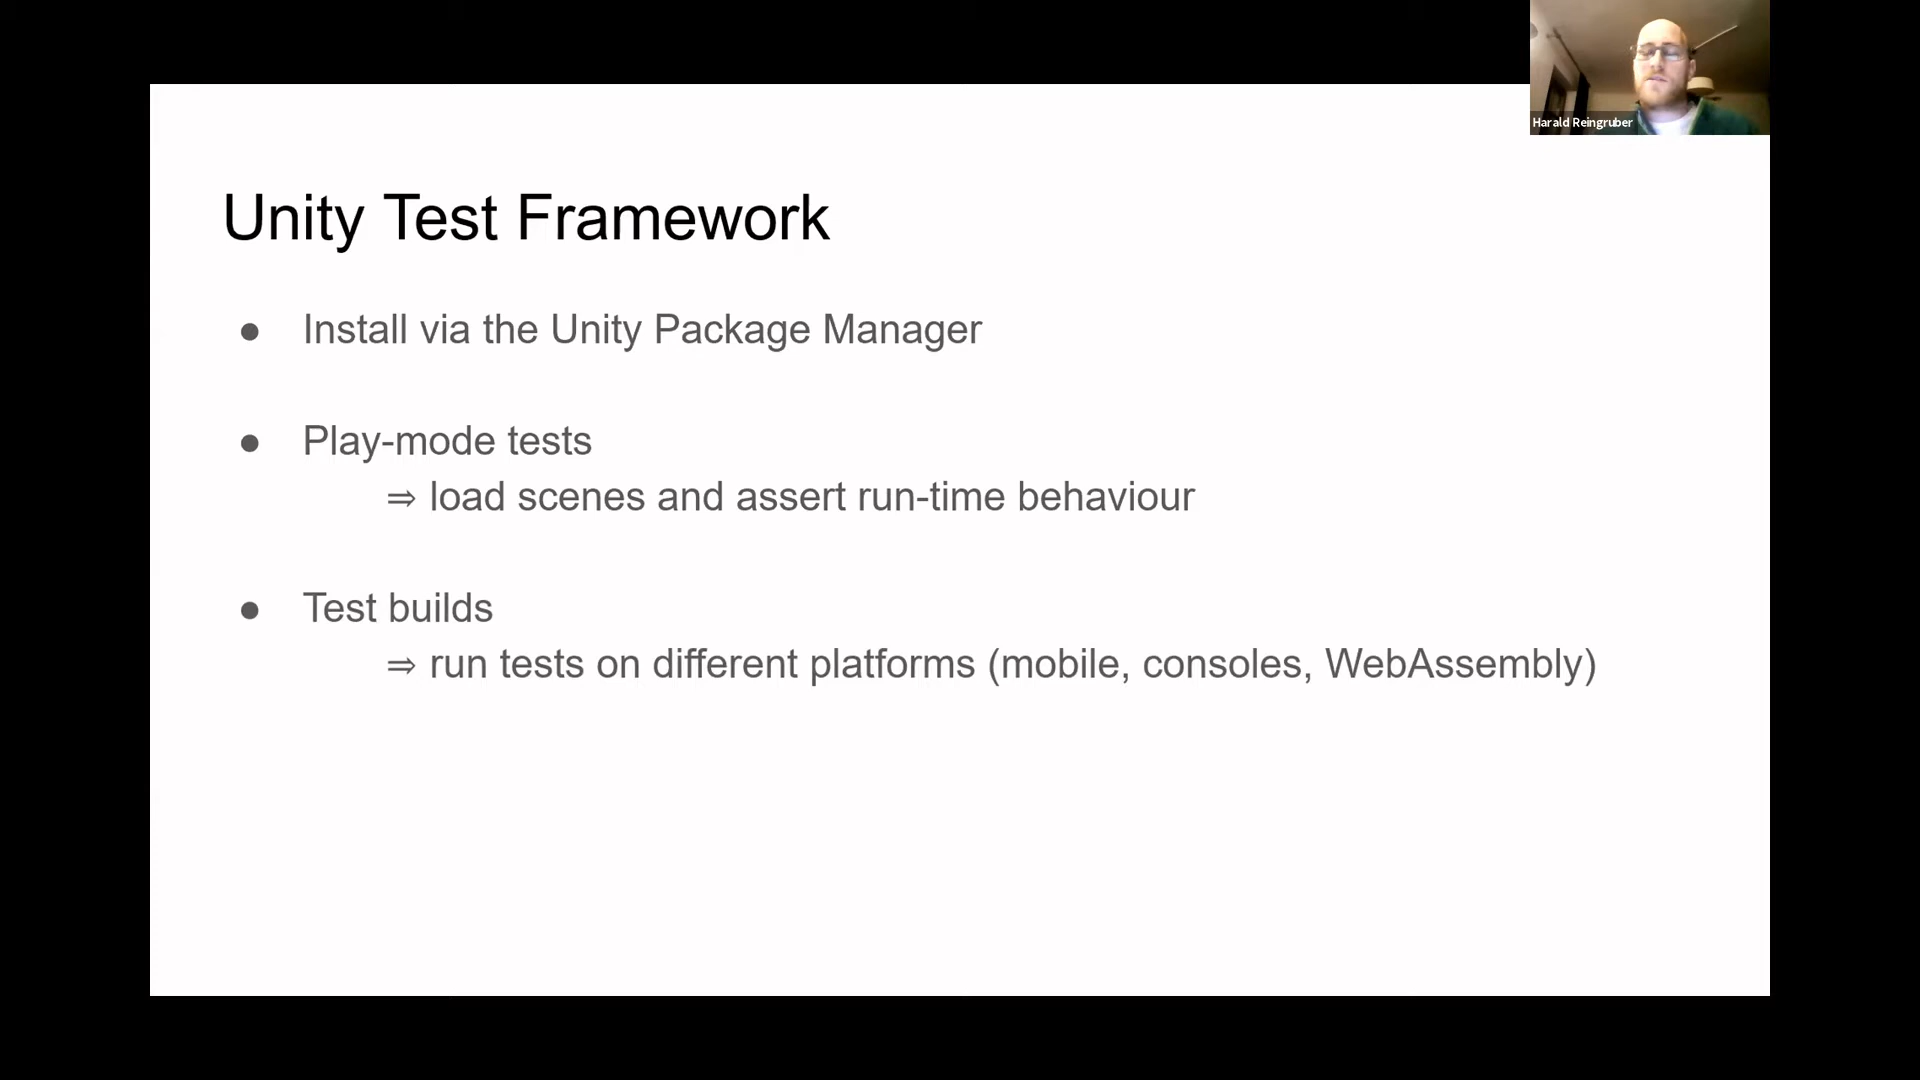 Harald Reingruber
Unity Test Framework
● Install via the Unity Package Manager
● Play-mode tests
⇒ load scenes and assert run-time behaviour
● Test builds
⇒ run tests on different platforms (mobile, consoles, WebAssembly)